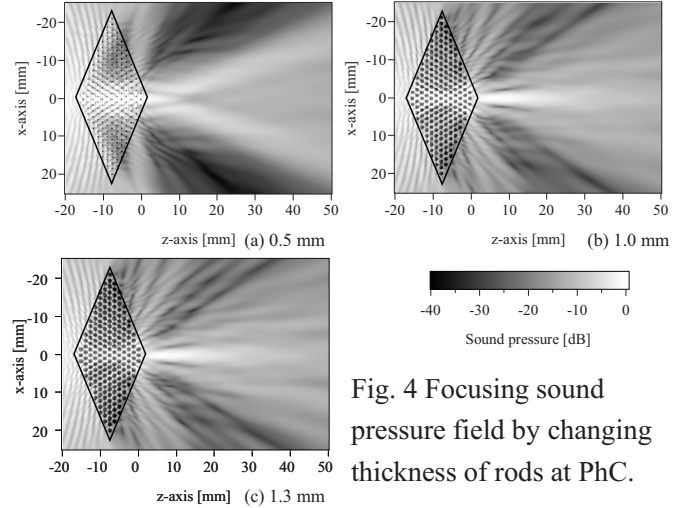 -20
-10
0
10
20
x-axis [mm]
-20 -10 0 10 20 30 40 50
z-axis [mm] (a) 0.5 mm
-20
-10
0
10
20
x-axis [mm]
-20 -10 0 10 20 30 40 50
z-axis [mm] (b) 1.0 mm
-20
-10
0
10
20
x-axis [mm]
-20 -10 0 10 20 30 40 50
z-axis [mm] (c) 1.3 mm
-40 -30 -20 -10 0
Sound pressure [dB]
Fig. 4 Focusing sound
pressure field by changing
thickness of rods at PhC.